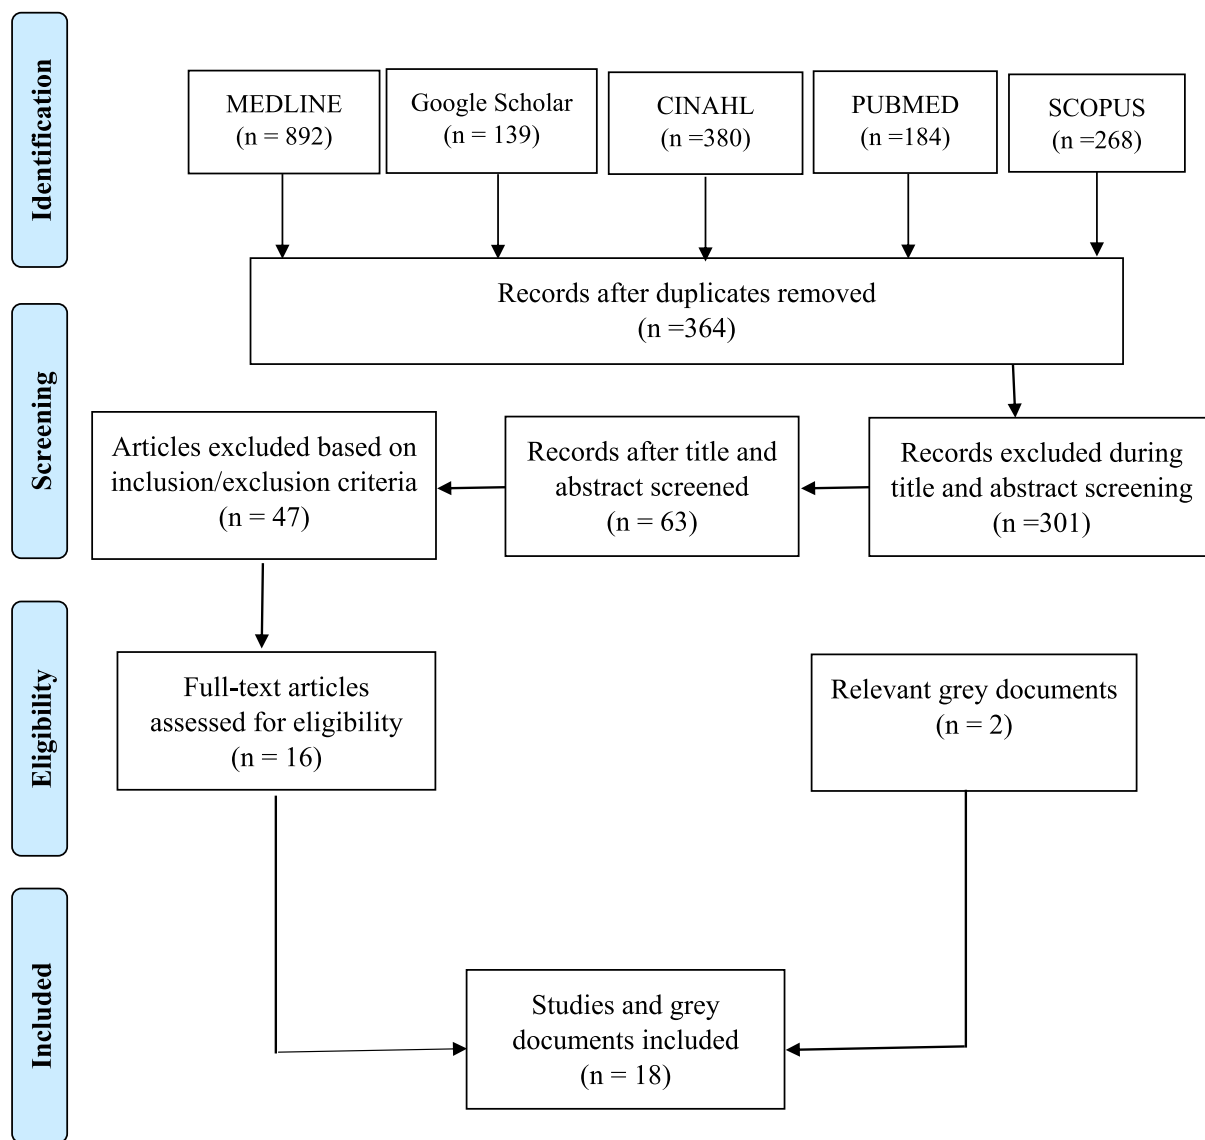 Identification
MEDLINE
(n = 892)
Google Scholar
(n = 139)
CINAHL
(n =380)
PUBMED
(n =184)
SCOPUS
(n =268)
Records after duplicates removed
(n =364)
Screening
Articles excluded based on
inclusion/exclusion criteria
(n = 47)
Records after title and
abstract screened
(n = 63)
Records excluded during
title and abstract screening
(n =301)
Eligibility
Full-text articles
assessed for eligibility
(n = 16)
Relevant grey documents
(n = 2)
Included
Studies and grey
documents included
(n = 18)